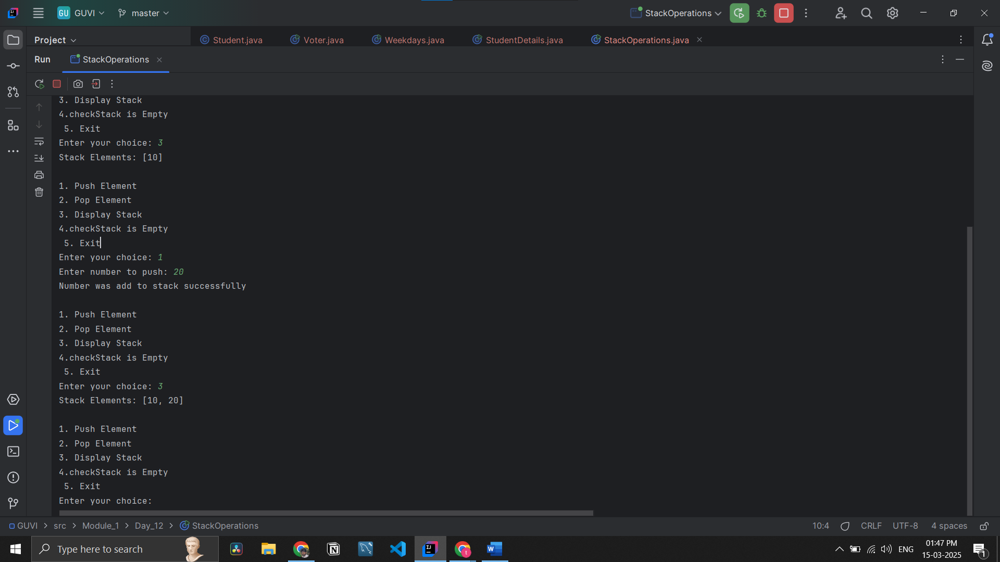 GU GUVI master StackOperations
Project Student.java Voter.java Weekdays.java StudentDetails.java StackOperations.java
Run StackOperations
3. Display Stack
4.checkStack is Empty
5. Exit
Enter your choice: 3
Stack Elements: [10]
1. Push Element
2. Pop Element
3. Display Stack
4.checkStack is Empty
5. Exit
Enter your choice: 1
Enter number to push: 20
Number was add to stack successfully
1. Push Element
2. Pop Element
3. Display Stack
4.checkStack is Empty
5. Exit
Enter your choice: 3
Stack Elements: [10, 20]
1. Push Element
2. Pop Element
3. Display Stack
4.checkStack is Empty
5. Exit
Enter your choice:
GUVI > src > Module_1 > Day_12 > StackOperations 10:4 CRLF UTF-8 4 spaces
Type here to search ENG 01:47 PM
15-03-2025 1